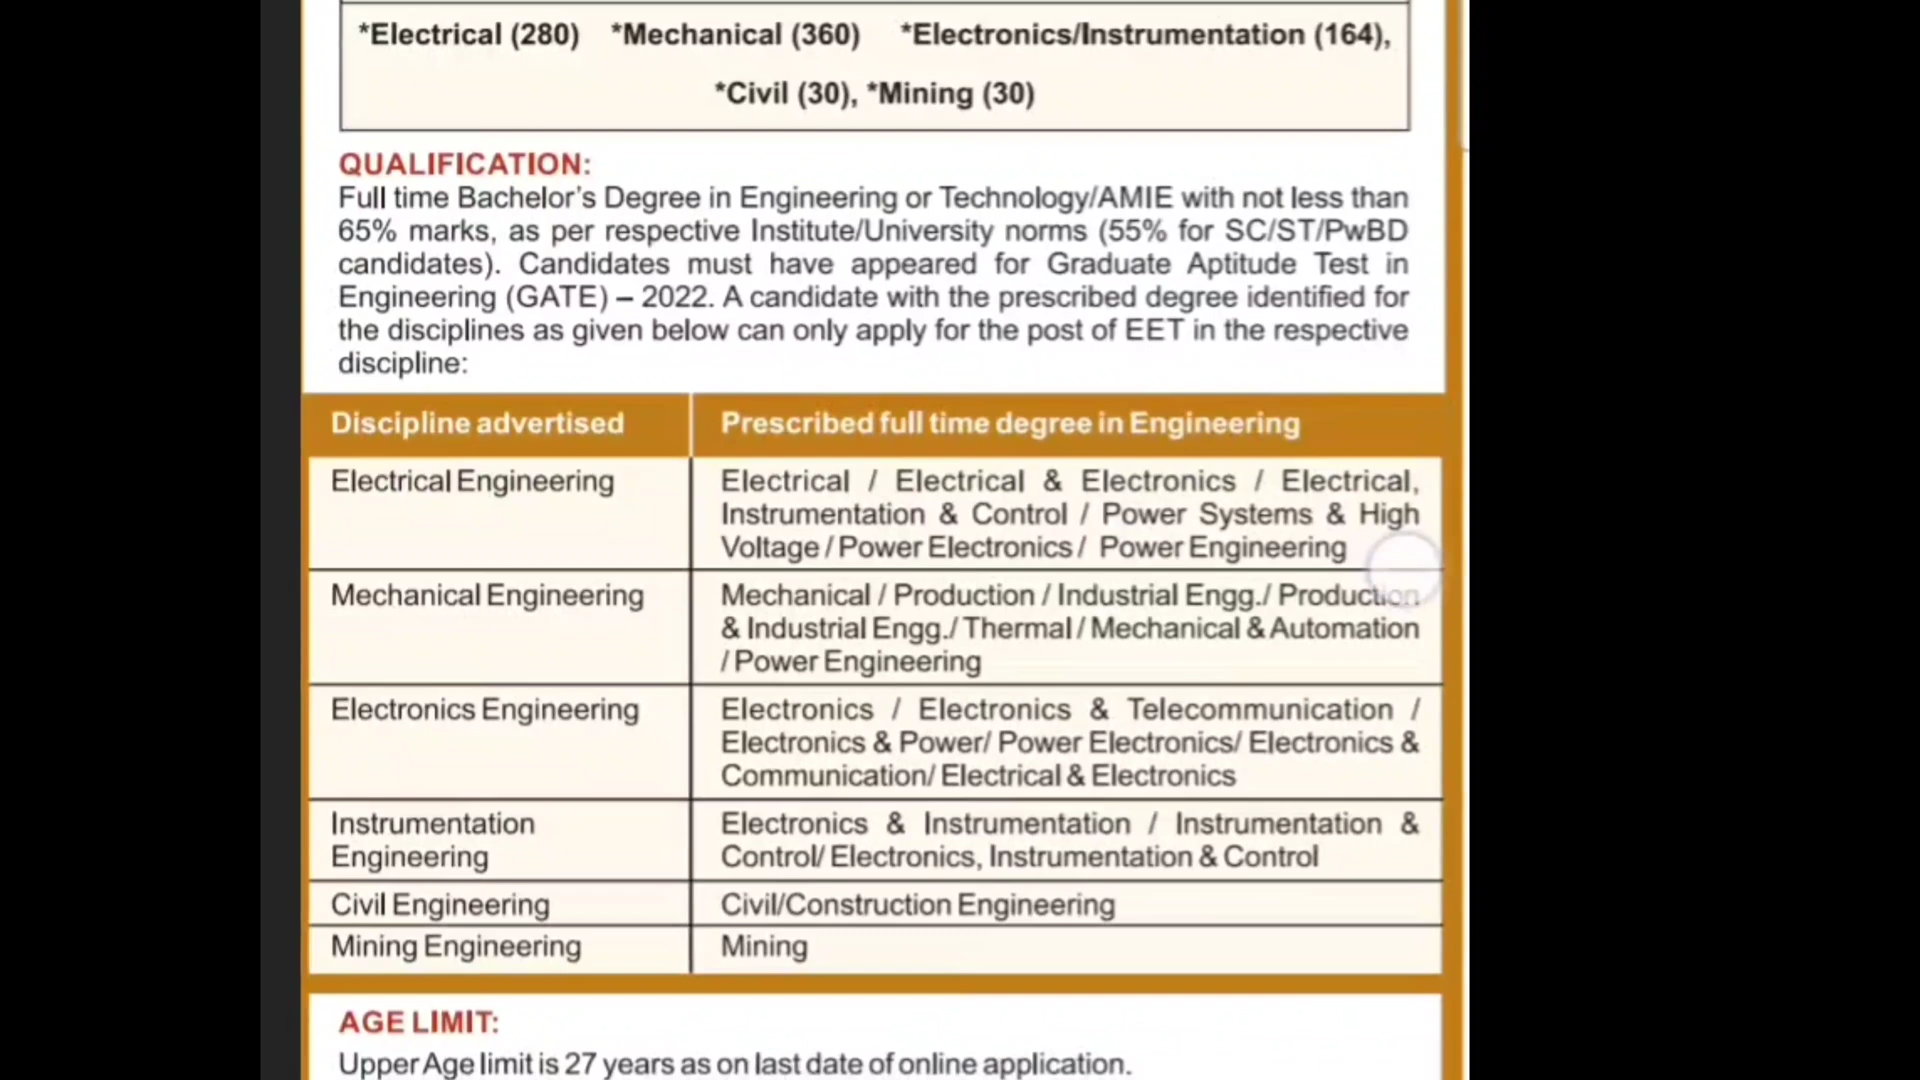 *Electrical (280) *Mechanical (360) *Electronics/Instrumentation (164),
*Civil (30), *Mining (30)
QUALIFICATION:
Full time Bachelor's Degree in Engineering or Technology/AMIE with not less than
65% marks, as per respective Institute/University norms (55% for SC/ST/PwBD
candidates). Candidates must have appeared for Graduate Aptitude Test in
Engineering (GATE) – 2022. A candidate with the prescribed degree identified for
the disciplines as given below can only apply for the post of EET in the respective
discipline:
Discipline advertised Prescribed full time degree in Engineering
Electrical Engineering Electrical / Electrical & Electronics / Electrical,
Instrumentation & Control / Power Systems & High
Voltage / Power Electronics / Power Engineering
Mechanical Engineering Mechanical / Production / Industrial Engg./ Production
& Industrial Engg./ Thermal / Mechanical & Automation
/ Power Engineering
Electronics Engineering Electronics / Electronics & Telecommunication /
Electronics & Power/ Power Electronics/ Electronics &
Communication/ Electrical & Electronics
Instrumentation Electronics & Instrumentation / Instrumentation &
Engineering Control/ Electronics, Instrumentation & Control
Civil Engineering Civil/Construction Engineering
Mining Engineering Mining
AGE LIMIT:
Upper Age limit is 27 years as on last date of online application.